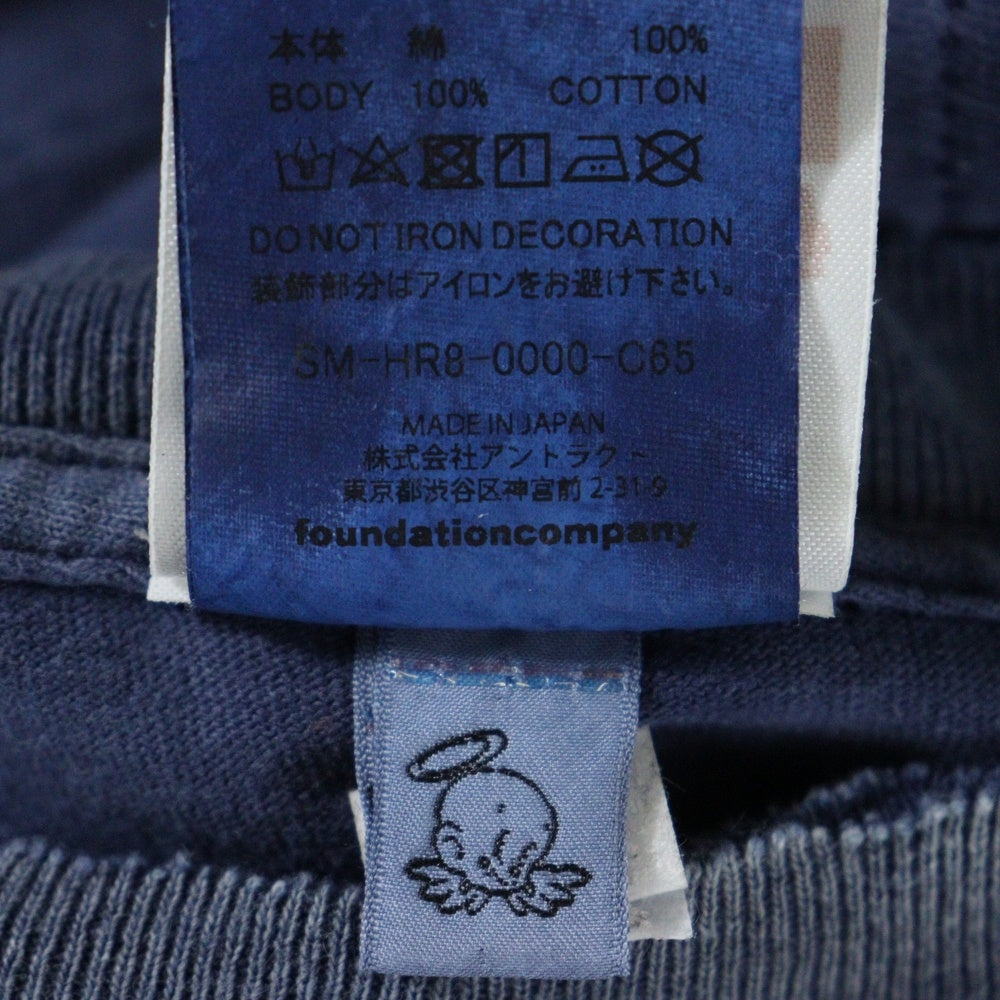 本体 綿 100%
BODY 100% COTTON
DO NOT IRON DECORATION
装飾部分はアイロンをお避け下さい。
SM-HR8-0000-C65
MADE IN JAPAN
株式会社アントラクト
東京都渋谷区神宮前 2-31-9
foundationcompany